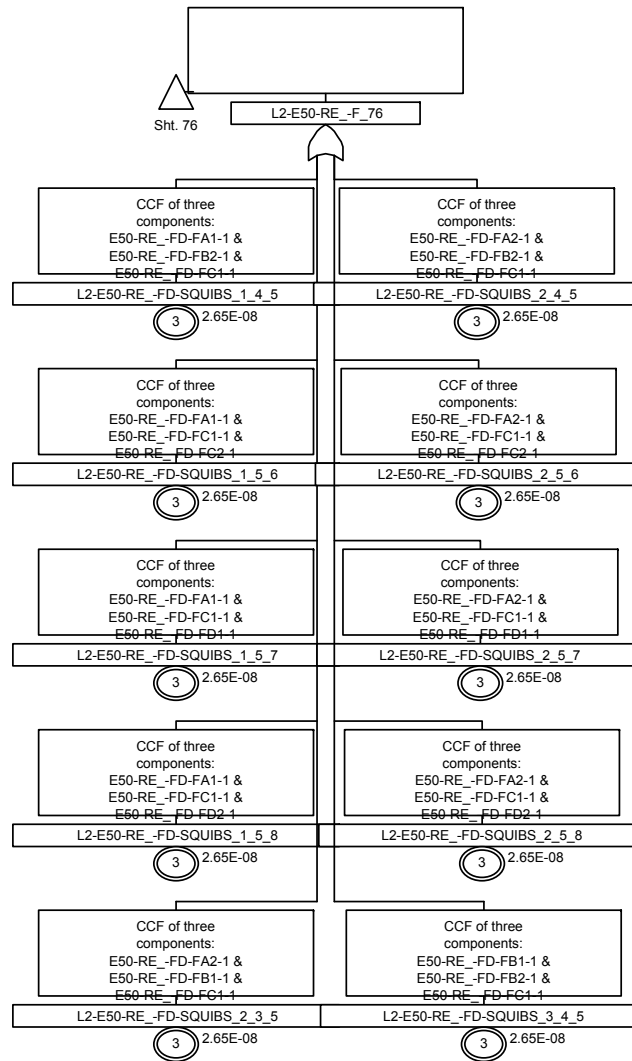 Sht. 76
L2-E50-RE_-F_76
CCF of three
components:
E50-RE_-FD-FA1-1 &
E50-RE_-FD-FB2-1 &
E50-RE_-FD-FC1-1
L2-E50-RE_-FD-SQUIBS_1_4_5
3
2.65E-08
CCF of three
components:
E50-RE_-FD-FA2-1 &
E50-RE_-FD-FB2-1 &
E50-RE_-FD-FC1-1
L2-E50-RE_-FD-SQUIBS_2_4_5
3
2.65E-08
CCF of three
components:
E50-RE_-FD-FA1-1 &
E50-RE_-FD-FC1-1 &
E50-RE_-FD-FC2-1
L2-E50-RE_-FD-SQUIBS_1_5_6
3
2.65E-08
CCF of three
components:
E50-RE_-FD-FA2-1 &
E50-RE_-FD-FC1-1 &
E50-RE_-FD-FC2-1
L2-E50-RE_-FD-SQUIBS_2_5_6
3
2.65E-08
CCF of three
components:
E50-RE_-FD-FA1-1 &
E50-RE_-FD-FC1-1 &
E50-RE_-FD-FD1-1
L2-E50-RE_-FD-SQUIBS_1_5_7
3
2.65E-08
CCF of three
components:
E50-RE_-FD-FA2-1 &
E50-RE_-FD-FC1-1 &
E50-RE_-FD-FD1-1
L2-E50-RE_-FD-SQUIBS_2_5_7
3
2.65E-08
CCF of three
components:
E50-RE_-FD-FA1-1 &
E50-RE_-FD-FC1-1 &
E50-RE_-FD-FD2-1
L2-E50-RE_-FD-SQUIBS_1_5_8
3
2.65E-08
CCF of three
components:
E50-RE_-FD-FA2-1 &
E50-RE_-FD-FC1-1 &
E50-RE_-FD-FD2-1
L2-E50-RE_-FD-SQUIBS_2_5_8
3
2.65E-08
CCF of three
components:
E50-RE_-FD-FA2-1 &
E50-RE_-FD-FB1-1 &
E50-RE_-FD-FC1-1
L2-E50-RE_-FD-SQUIBS_2_3_5
3
2.65E-08
CCF of three
components:
E50-RE_-FD-FB1-1 &
E50-RE_-FD-FB2-1 &
E50-RE_-FD-FC1-1
L2-E50-RE_-FD-SQUIBS_3_4_5
3
2.65E-08